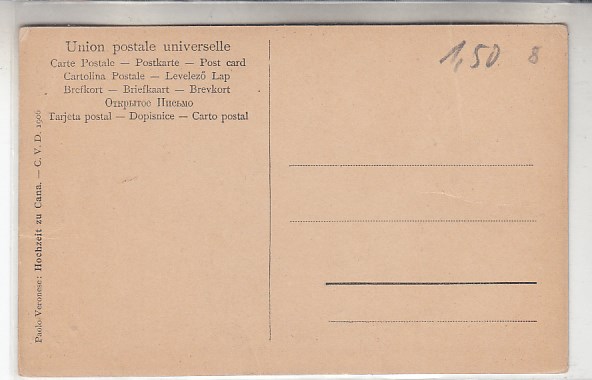 Union postale universelle
Carte Postale — Postkarte — Post card
Cartolina Postale — Levelező Lap
Brefkort — Briefkaart — Brevkort
Открытое Письмо
Tarjeta postal — Dopisnice — Carto postal
1,50 8
Paolo Veronese: Hochzeit zu Cana. — C. V. D. 1906